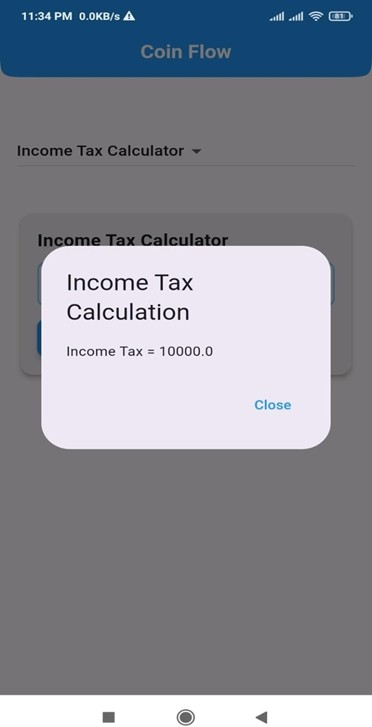 11:34 PM 0.0KB/s
81
Coin Flow
Income Tax Calculator
Income Tax Calculator
Income Tax
Calculation
Income Tax = 10000.0
Close